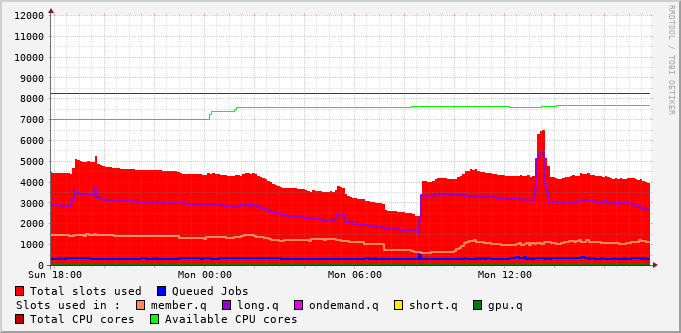 12000
11000
10000
9000
8000
7000
6000
5000
4000
3000
2000
1000
0
Sun 18:00 Mon 00:00 Mon 06:00 Mon 12:00
Total slots used Queued Jobs
Slots used in : member.q long.q ondemand.q short.q gpu.q
Total CPU cores Available CPU cores
RRDTOOL / TOBI OETIKER